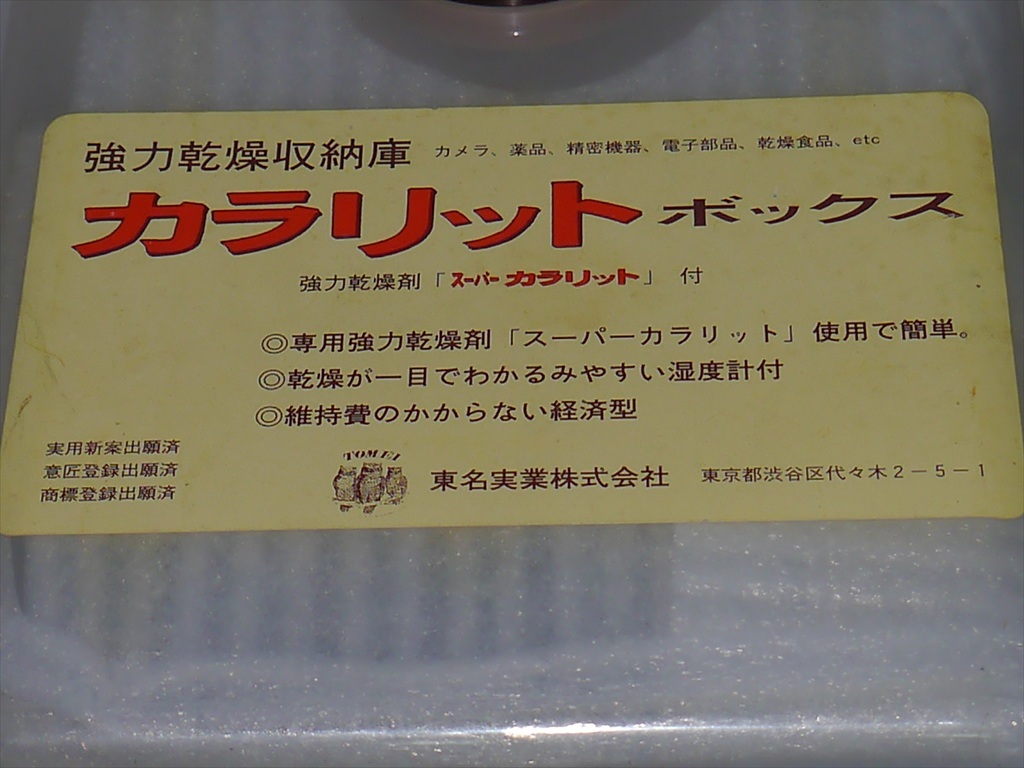 強力乾燥収納庫 カメラ、薬品、精密機器、電子部品、乾燥食品、etc
カラリット ボックス
強力乾燥剤「スーパーカラリット」付
◎専用強力乾燥剤「スーパーカラリット」使用で簡単。
◎乾燥が一目でわかるみやすい湿度計付
◎維持費のかからない経済型
実用新案出願済
意匠登録出願済
商標登録出願済
TOMEI
東名実業株式会社 東京都渋谷区代々木2-5-1